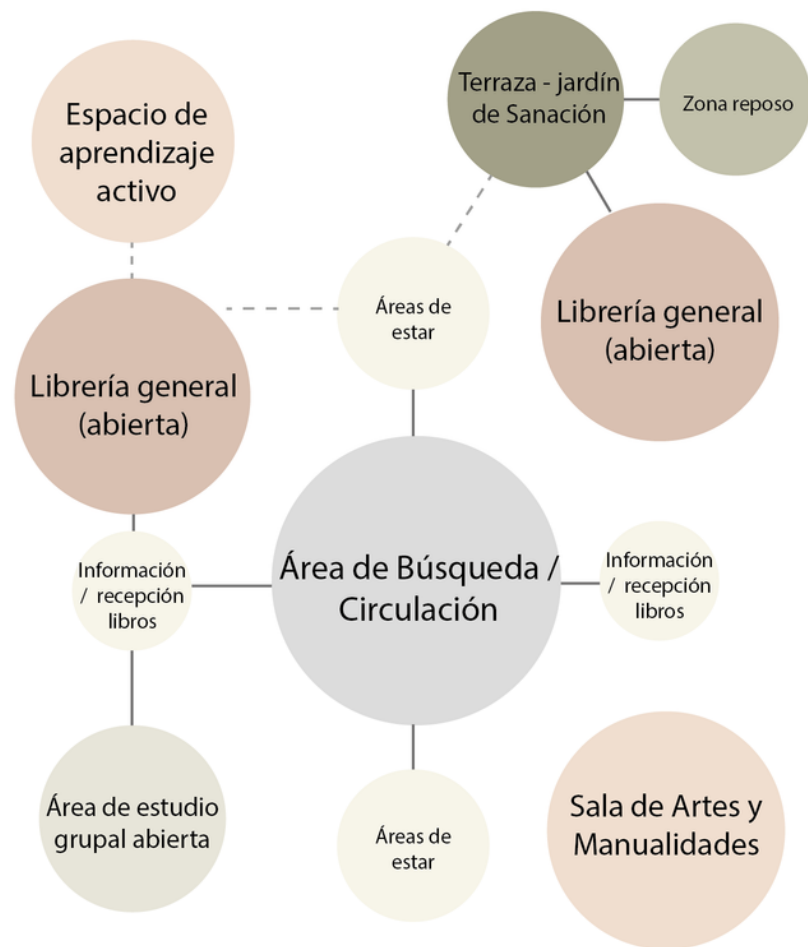 Terraza - jardín
de Sanación
Zona reposo
Espacio de
aprendizaje
activo
Áreas de
estar
Librería general
(abierta)
Librería general
(abierta)
Información
/ recepción
libros
Área de Búsqueda /
Circulación
Información
/ recepción
libros
Área de estudio
grupal abierta
Áreas de
estar
Sala de Artes y
Manualidades